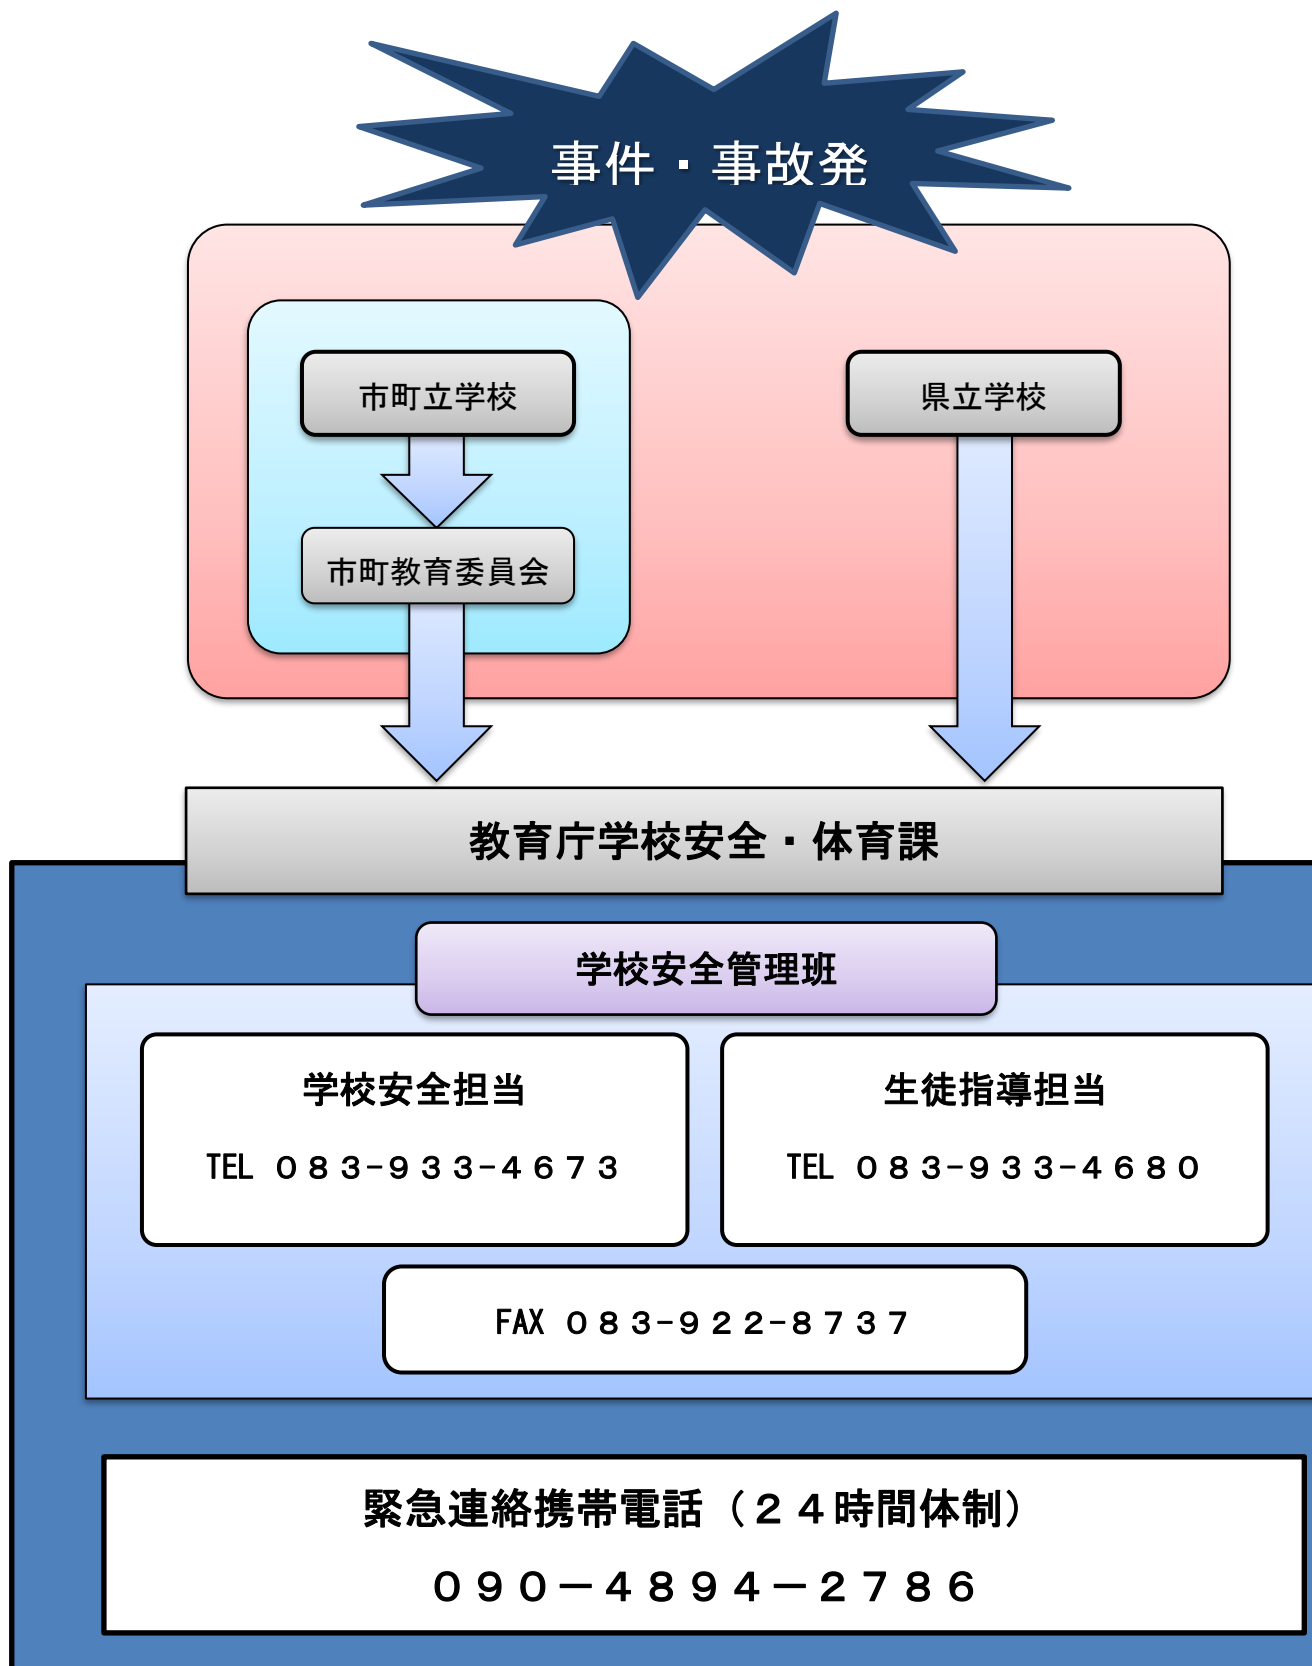 事件・事故発
市町立学校
県立学校
市町教育委員会
教育庁学校安全・体育課
学校安全管理班
学校安全担当
TEL ０８３-９３３-４６７３
生徒指導担当
TEL ０８３-９３３-４６８０
FAX ０８３-９２２-８７３７
緊急連絡携帯電話（２４時間体制）
０９０－４８９４－２７８６